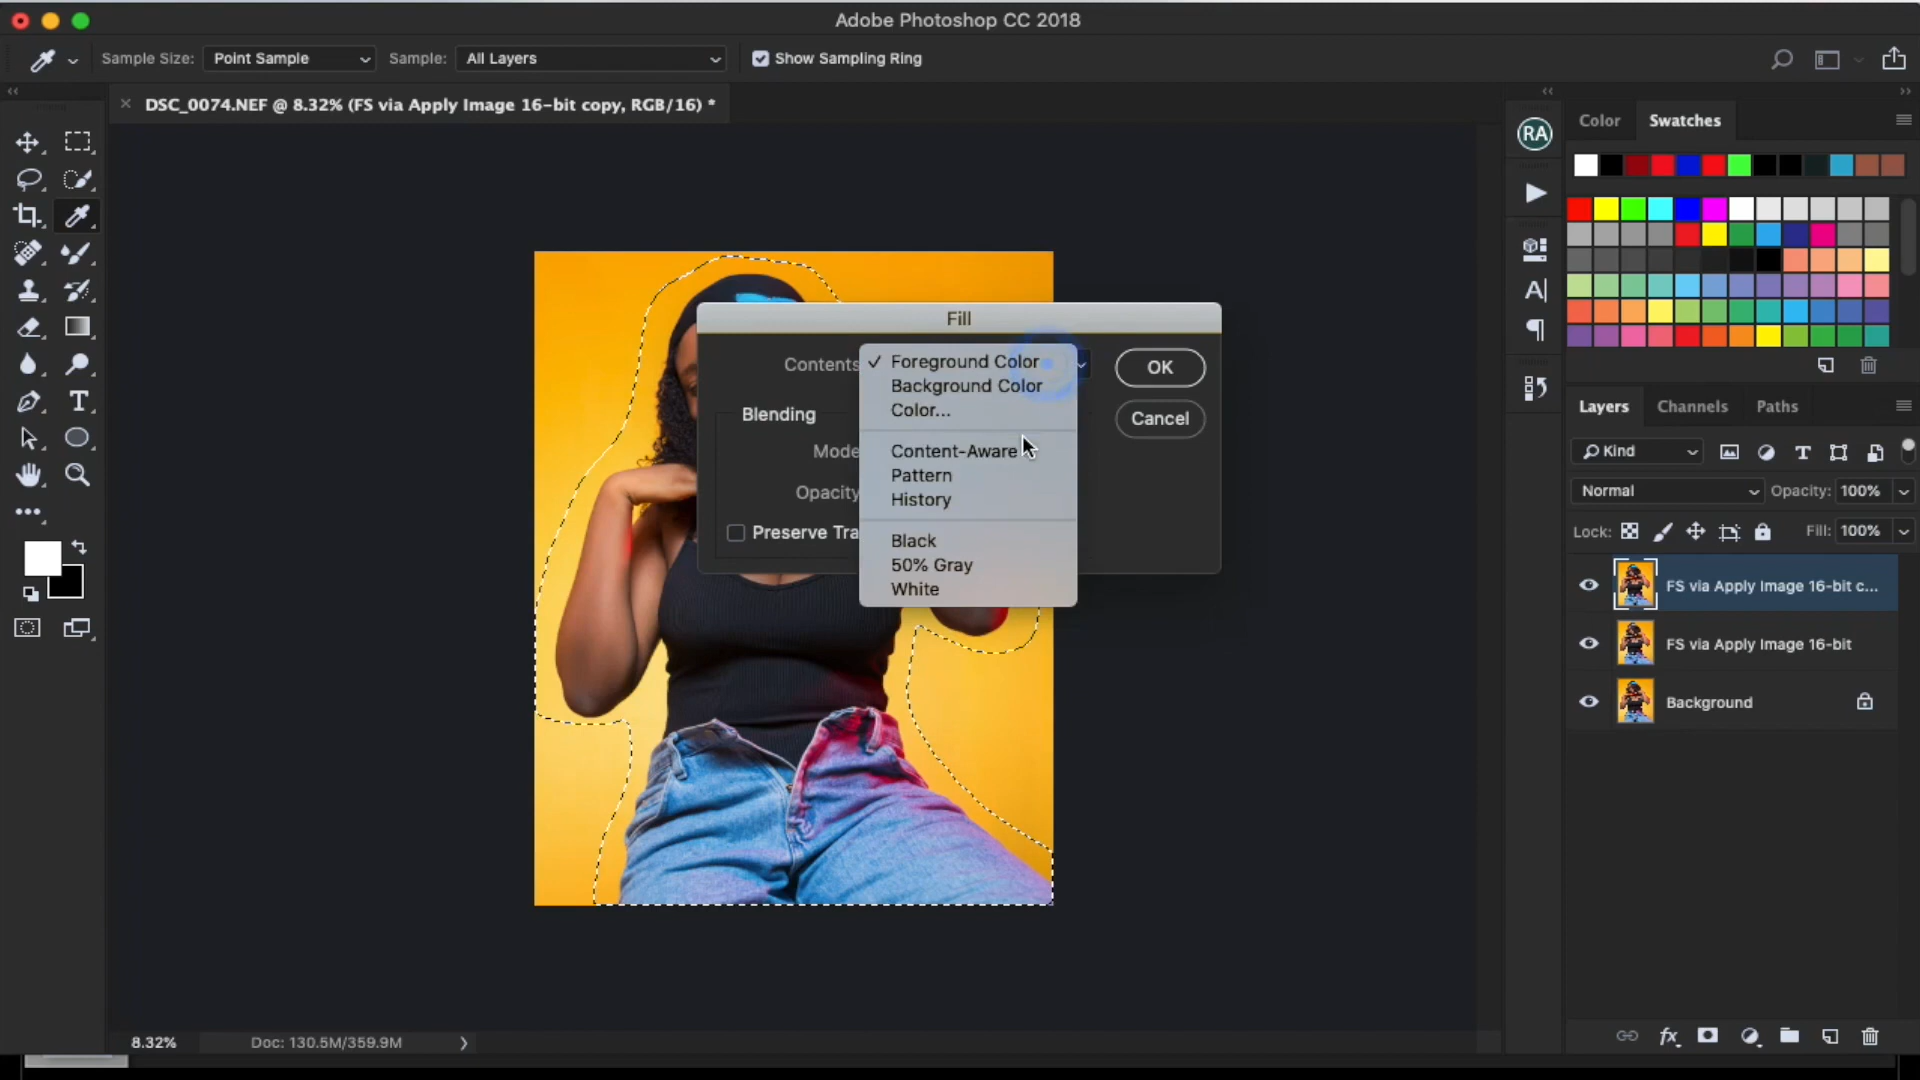 Adobe Photoshop CC 2018
Sample Size: Point Sample Sample: All Layers Show Sampling Ring
DSC_0074.NEF @ 8.32% (FS via Apply Image 16-bit copy, RGB/16) *
RA
Color Swatches
Fill
Contents
Foreground Color
Background Color
Color...
Content-Aware
Pattern
History
Black
50% Gray
White
OK
Cancel
Blending
Mode
Opacity
Preserve Tra
Layers Channels Paths
Kind
Normal Opacity: 100%
Lock: Fill: 100%
FS via Apply Image 16-bit c...
FS via Apply Image 16-bit
Background
8.32% Doc: 130.5M/359.9M